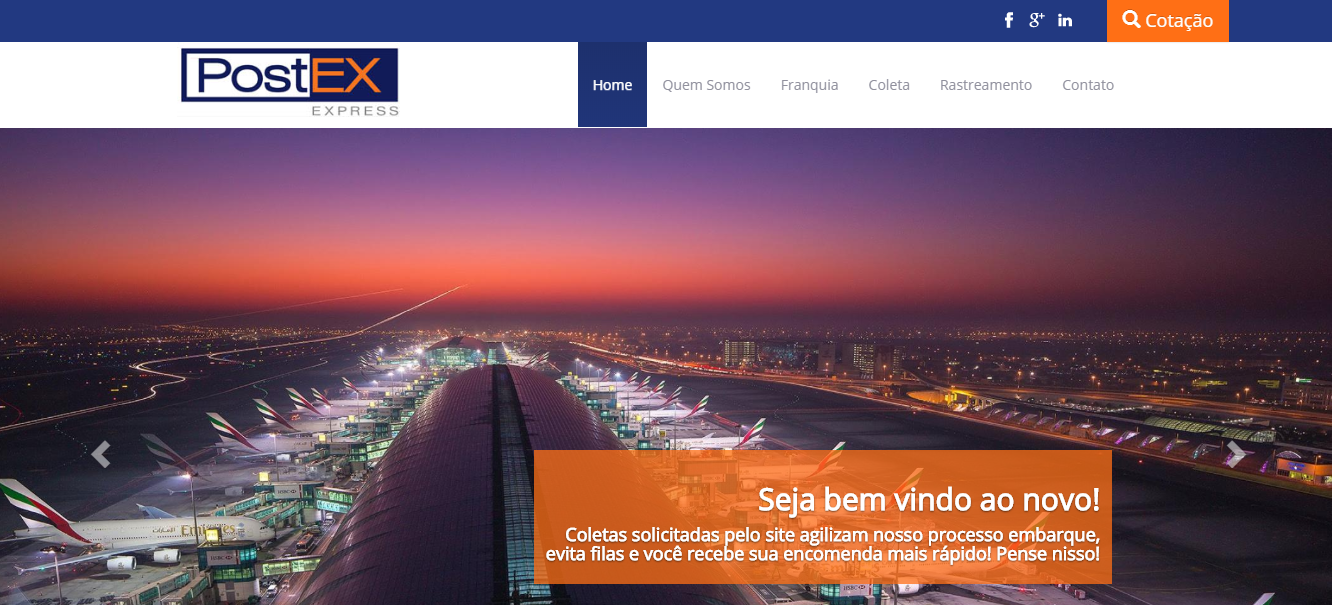 Cotação
PostEX
EXPRESS
Home
Quem Somos
Franquia
Coleta
Rastreamento
Contato
Seja bem vindo ao novo!
Coletas solicitadas pelo site agilizam nosso processo embarque,
evita filas e você recebe sua encomenda mais rápido! Pense nisso!
Emirates